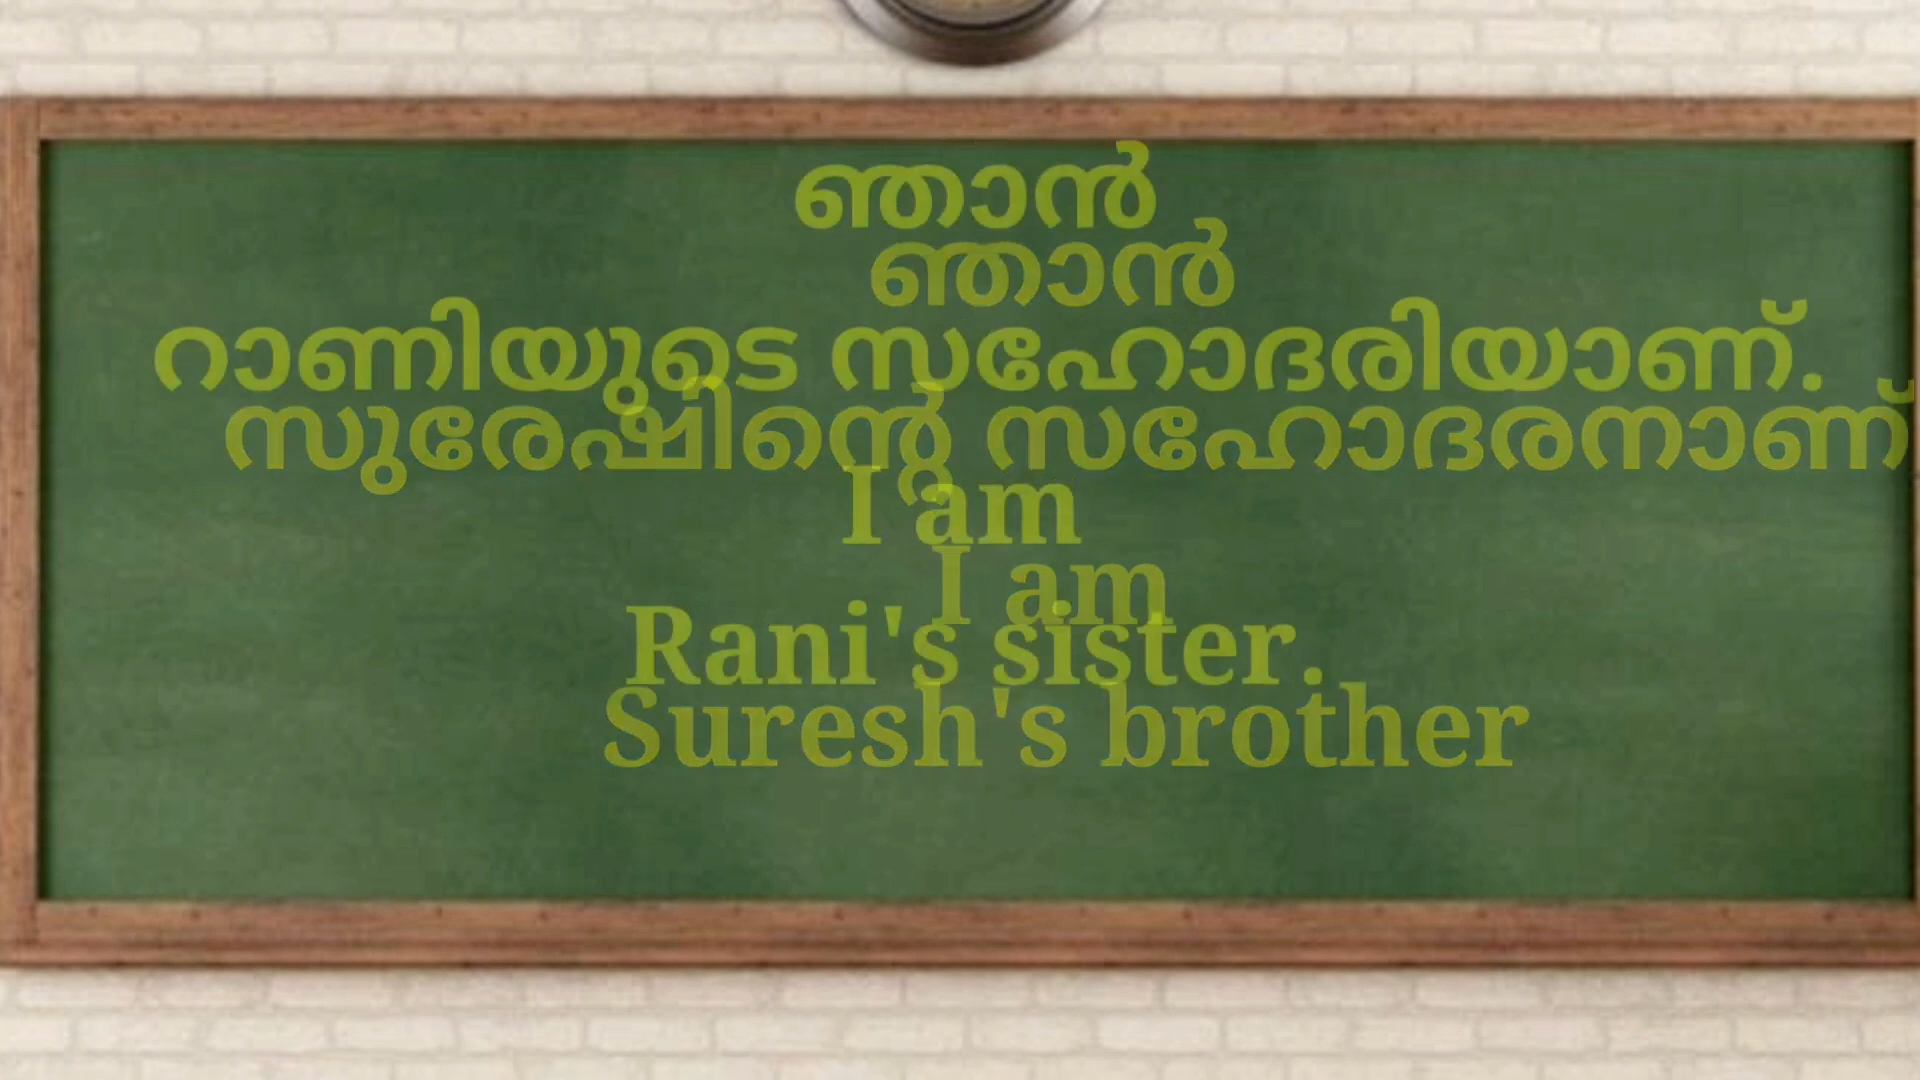 ഞാൻ
ഞാൻ
റാണിയുടെ സഹോദരിയാണ്.
സുരേഷിന്റെ സഹോദരനാണ്
I am
I am
Rani's sister.
Suresh's brother